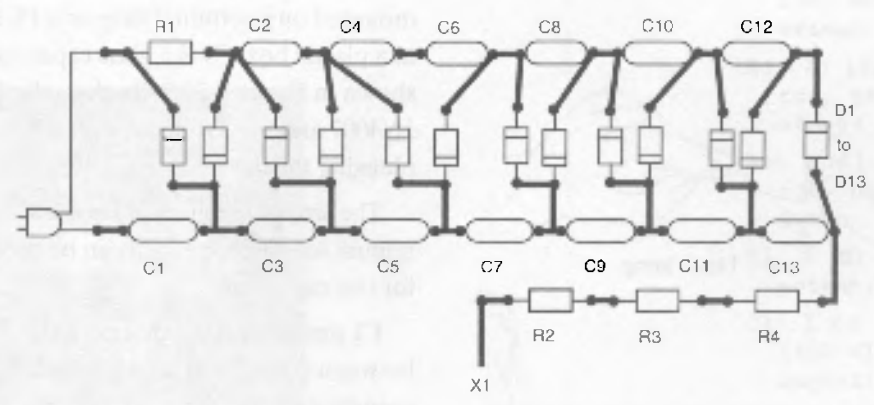 R1 C2 C4 C6 C8 C10 C12
D1
to
D13
C1 C3 C5 C7 C9 C11 C13
R2 R3 R4
X1